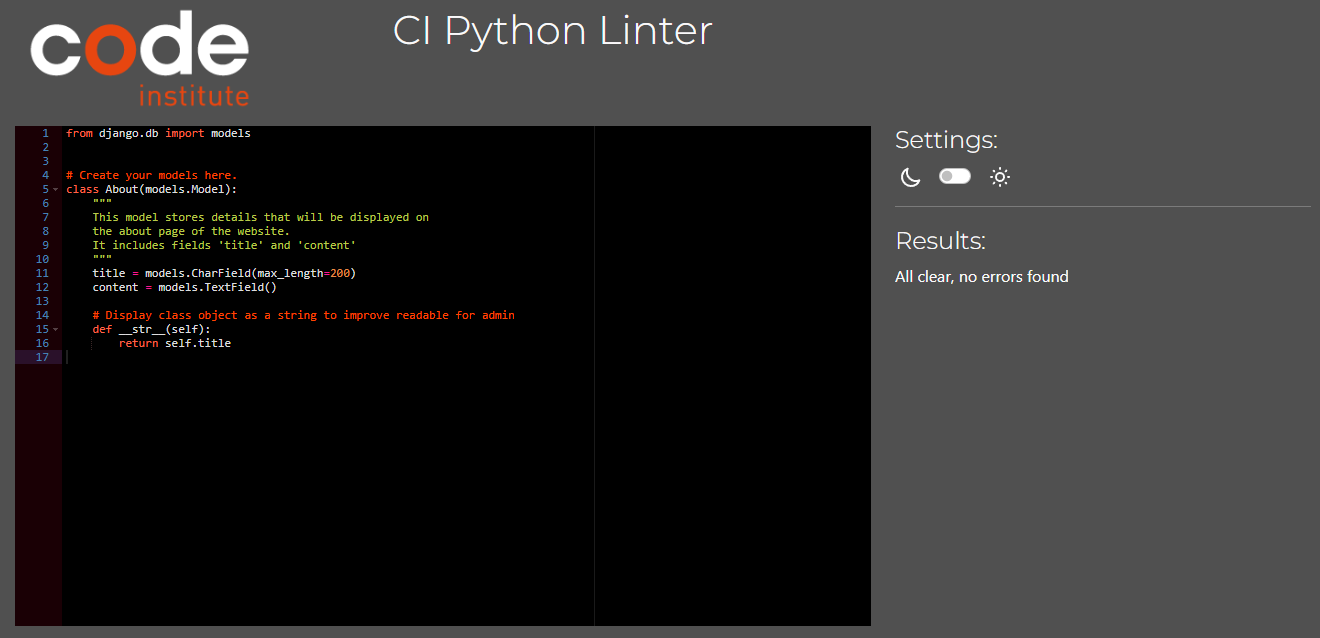 code
institute
CI Python Linter
1 from django.db import models
2
3
4 # Create your models here.
5 class About(models.Model):
6     """
7     This model stores details that will be displayed on
8     the about page of the website.
9     It includes fields 'title' and 'content'
10     """
11     title = models.CharField(max_length=200)
12     content = models.TextField()
13
14     # Display class object as a string to improve readable for admin
15     def __str__(self):
16         return self.title
17
Settings:
Results:
All clear, no errors found